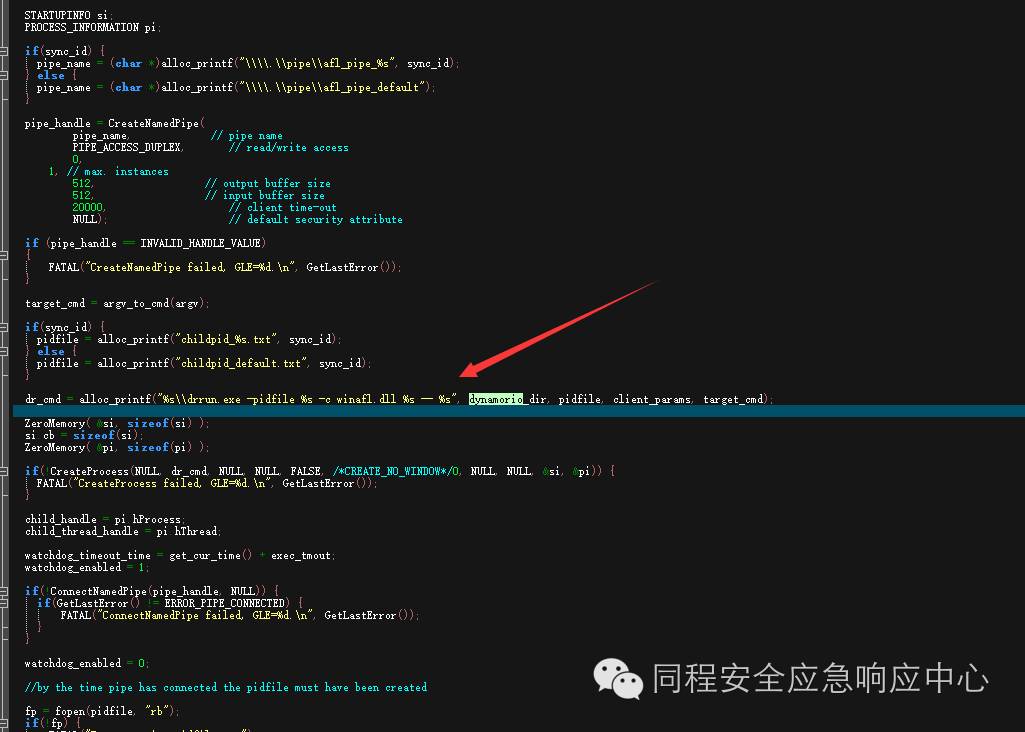 STARTUPINFO si;
PROCESS_INFORMATION pi;
if(sync_id) {
pipe_name = (char *)alloc_printf("\\\\.\\pipe\\afl_pipe_%s", sync_id);
} else {
pipe_name = (char *)alloc_printf("\\\\.\\pipe\\afl_pipe_default");
}
pipe_handle = CreateNamedPipe(
pipe_name, // pipe name
PIPE_ACCESS_DUPLEX, // read/write access
0,
1, // max. instances
512, // output buffer size
512, // input buffer size
20000, // client time-out
NULL); // default security attribute
if (pipe_handle == INVALID_HANDLE_VALUE)
{
FATAL("CreateNamedPipe failed, GLE=%d.\n", GetLastError());
}
target_cmd = argv_to_cmd(argv);
if(sync_id) {
pidfile = alloc_printf("childpid_%s.txt", sync_id);
} else {
pidfile = alloc_printf("childpid_default.txt", sync_id);
}
dr_cmd = alloc_printf("%s\\drrun.exe -pidfile %s -c winafl.dll %s -- %s", dynamorio_dir, pidfile, client_params, target_cmd);
ZeroMemory( &si, sizeof(si) );
si.cb = sizeof(si);
ZeroMemory( &pi, sizeof(pi) );
if(!CreateProcess(NULL, dr_cmd, NULL, NULL, FALSE, /*CREATE_NO_WINDOW*/0, NULL, NULL, &si, &pi)) {
FATAL("CreateProcess failed, GLE=%d.\n", GetLastError());
}
child_handle = pi.hProcess;
child_thread_handle = pi.hThread;
watchdog_timeout_time = get_cur_time() + exec_tmout;
watchdog_enabled = 1;
if(!ConnectNamedPipe(pipe_handle, NULL)) {
if(GetLastError() != ERROR_PIPE_CONNECTED) {
FATAL("ConnectNamedPipe failed, GLE=%d.\n", GetLastError());
}
}
watchdog_enabled = 0;
//by the time pipe has connected the pidfile must have been created
fp = fopen(pidfile, "rb");
if(!fp) {
同程安全应急响应中心